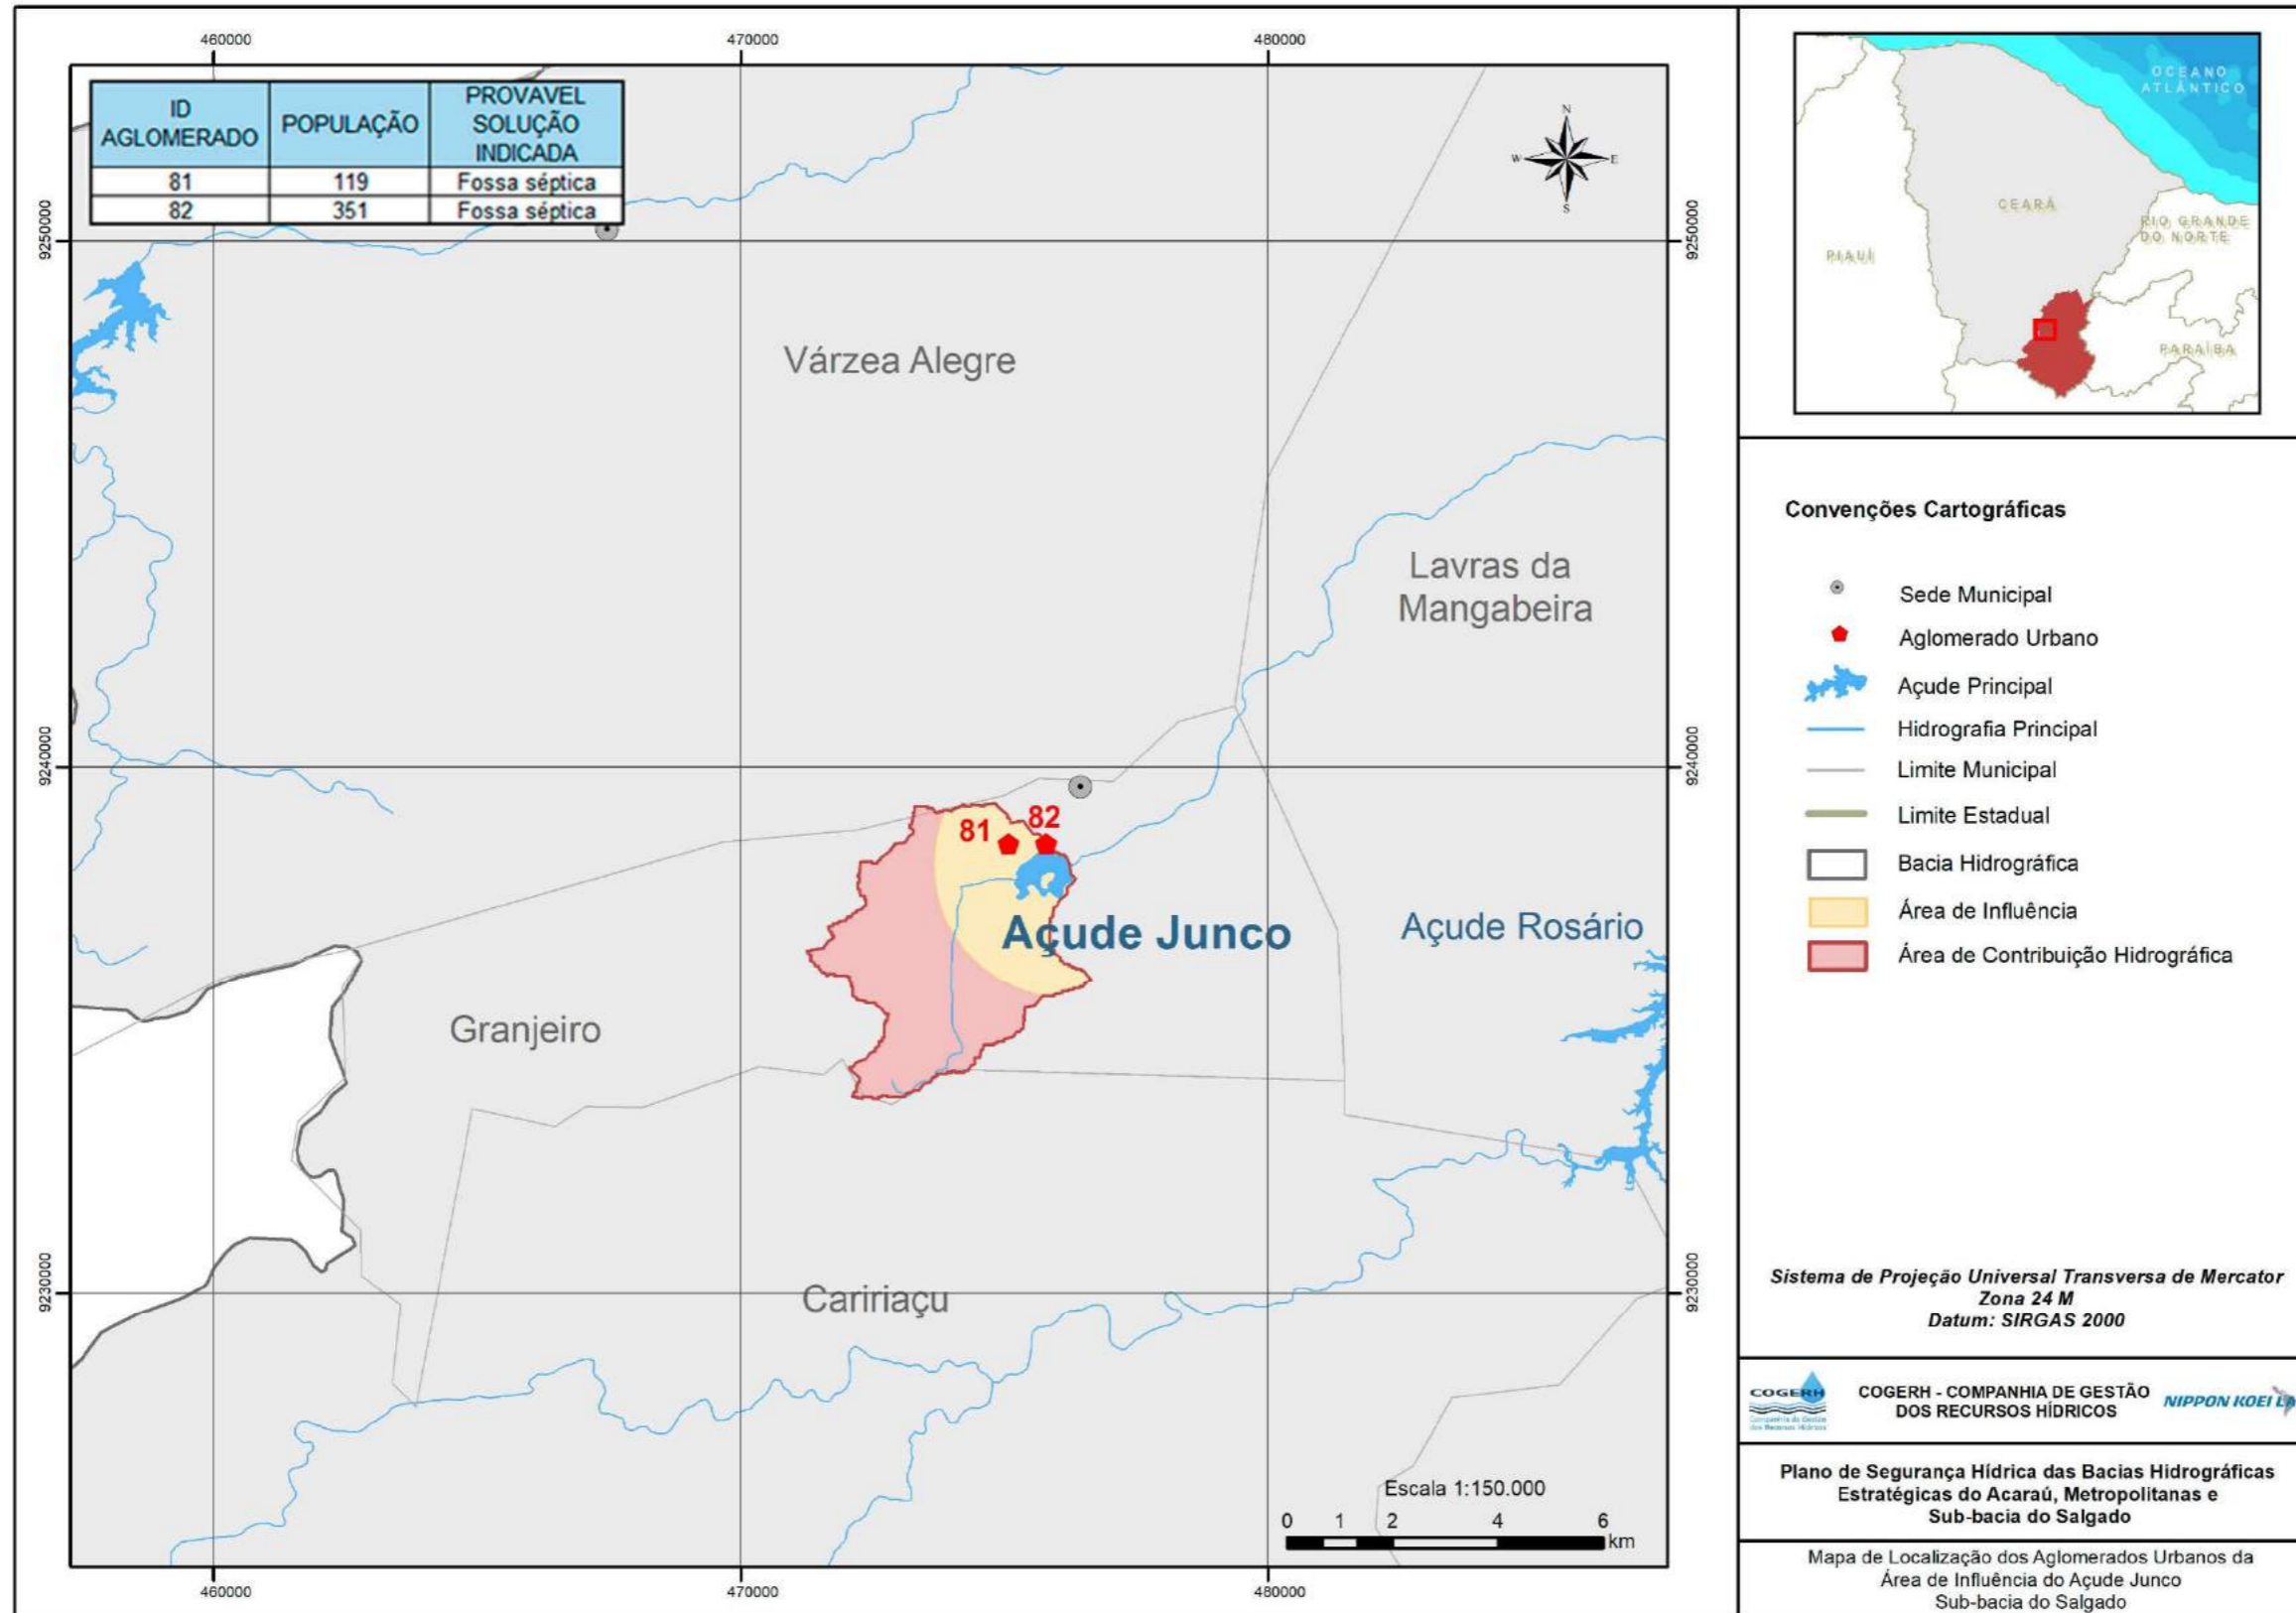 460000
470000
480000
ID
AGLOMERADO
POPULAÇÃO
PROVAVEL
SOLUÇÃO
INDICADA
81 119 Fossa séptica
82 351 Fossa séptica
N
W E
S
9250000
9250000
Várzea Alegre
Lavras da
Mangabeira
9240000
9240000
81
82
Açude Junco
Açude Rosário
Granjeiro
9230000
9230000
Caririaçu
Escala 1:150.000
0 1 2 4 6
km
460000
470000
480000
OCEANO
ATLÂNTICO
CEARÁ
RIO GRANDE
DO NORTE
PIAUÍ
PARAÍBA
Convenções Cartográficas
Sede Municipal
Aglomerado Urbano
Açude Principal
Hidrografia Principal
Limite Municipal
Limite Estadual
Bacia Hidrográfica
Área de Influência
Área de Contribuição Hidrográfica
Sistema de Projeção Universal Transversa de Mercator
Zona 24 M
Datum: SIRGAS 2000
COGERH
Companhia de Gestão
dos Recursos Hídricos
COGERH - COMPANHIA DE GESTÃO
DOS RECURSOS HÍDRICOS
NIPPON KOEI
Plano de Segurança Hídrica das Bacias Hidrográficas
Estratégicas do Acaraú, Metropolitanas e
Sub-bacia do Salgado
Mapa de Localização dos Aglomerados Urbanos da
Área de Influência do Açude Junco
Sub-bacia do Salgado